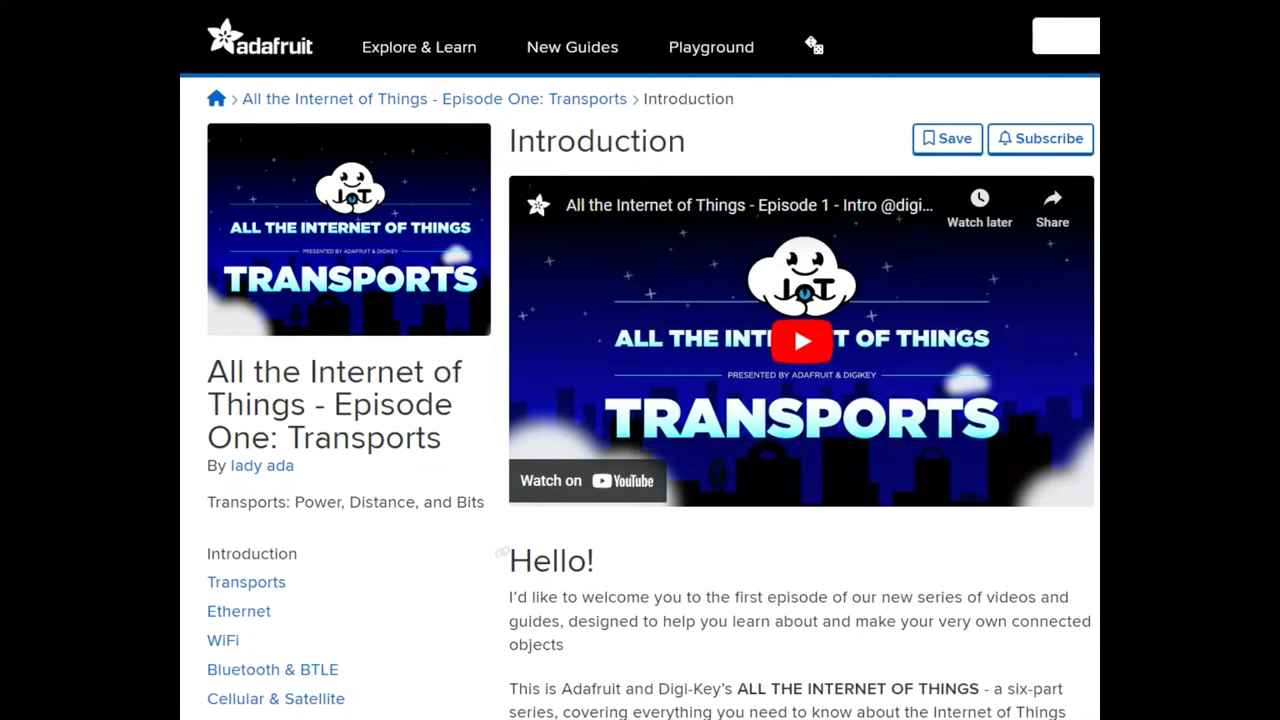 adafruit
Explore & Learn
New Guides
Playground
All the Internet of Things - Episode One: Transports
Introduction
IoT
ALL THE INTERNET OF THINGS
PRESENTED BY ADAFRUIT & DIGIKEY
TRANSPORTS
All the Internet of
Things - Episode
One: Transports
By lady ada
Transports: Power, Distance, and Bits
Introduction
Transports
Ethernet
WiFi
Bluetooth & BTLE
Cellular & Satellite
Introduction
Save
Subscribe
All the Internet of Things - Episode 1 - Intro @digi...
Watch later
Share
IoT
ALL THE INT T OF THINGS
PRESENTED BY ADAFRUIT & DIGIKEY
TRANSPORTS
Watch on YouTube
Hello!
I'd like to welcome you to the first episode of our new series of videos and
guides, designed to help you learn about and make your very own connected
objects
This is Adafruit and Digi-Key's ALL THE INTERNET OF THINGS - a six-part
series, covering everything you need to know about the Internet of Things